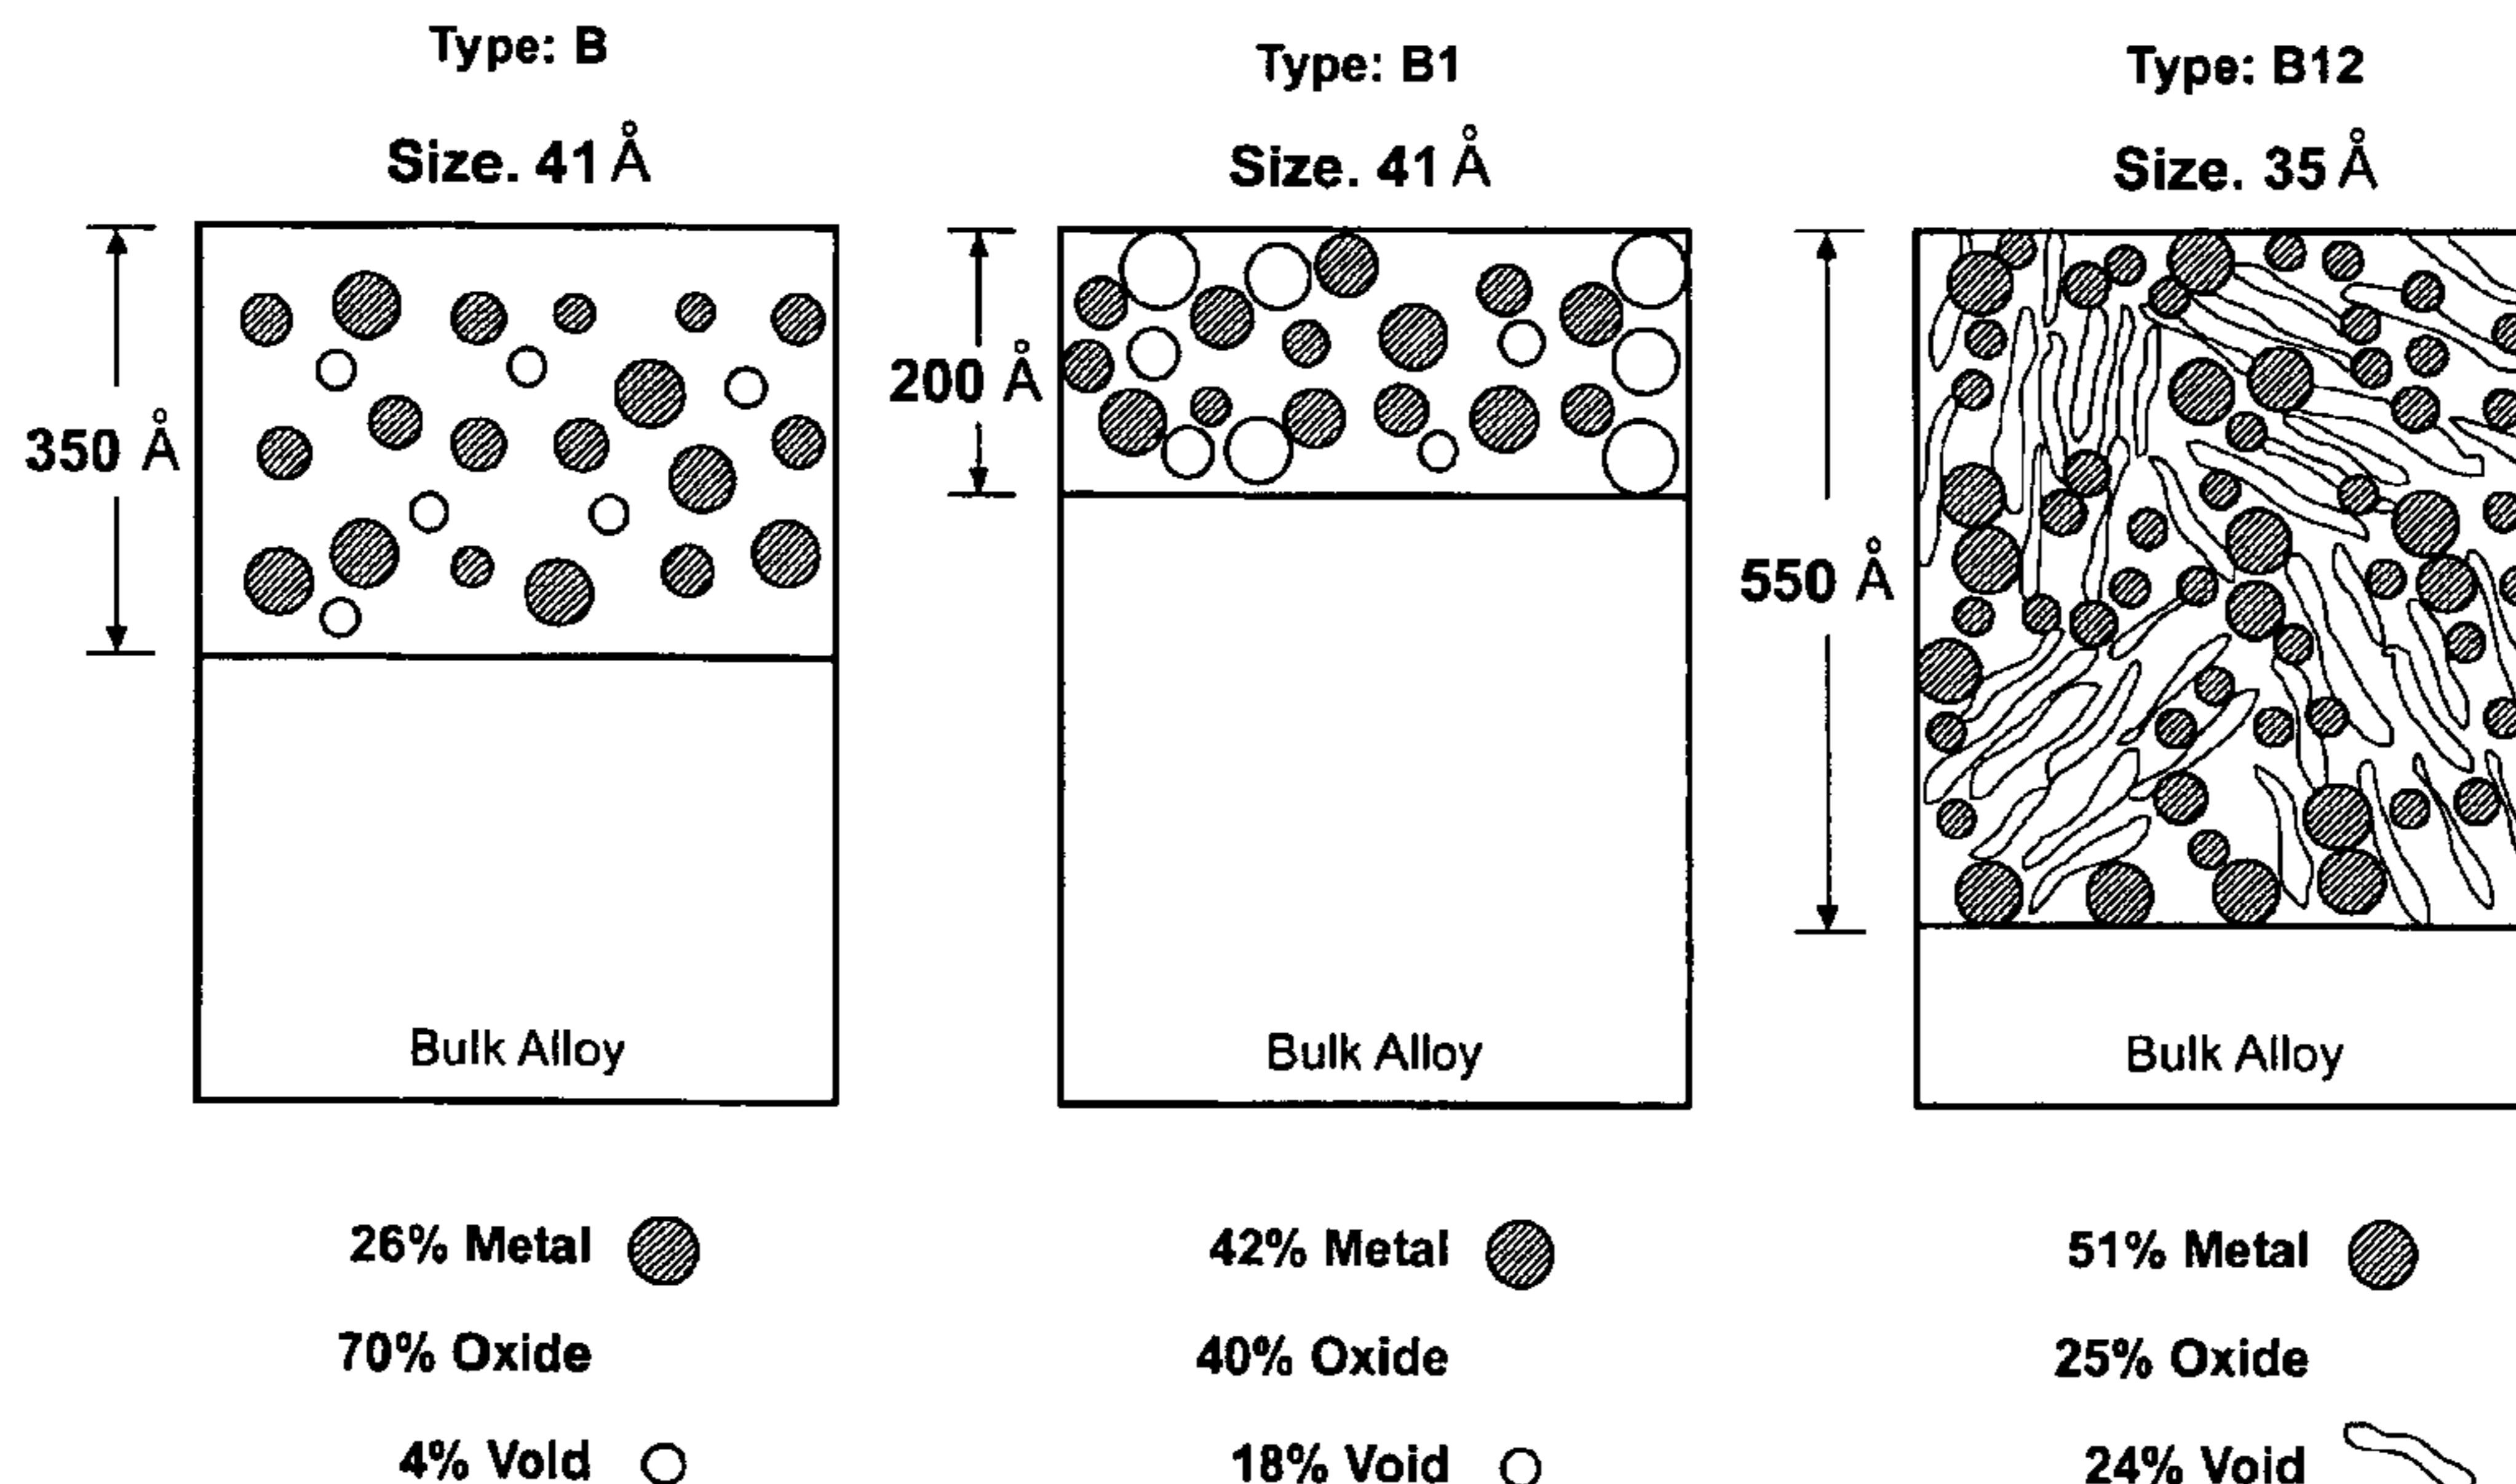 Type: B
Size. 41 Å
350 Å
Bulk Alloy
26% Metal
70% Oxide
4% Vold
Type: B1
Size. 41 Å
200 Å
Bulk Alloy
42% Metal
40% Oxide
18% Void
Type: B12
Size. 35 Å
550 Å
Bulk Alloy
51% Metal
25% Oxide
24% Void